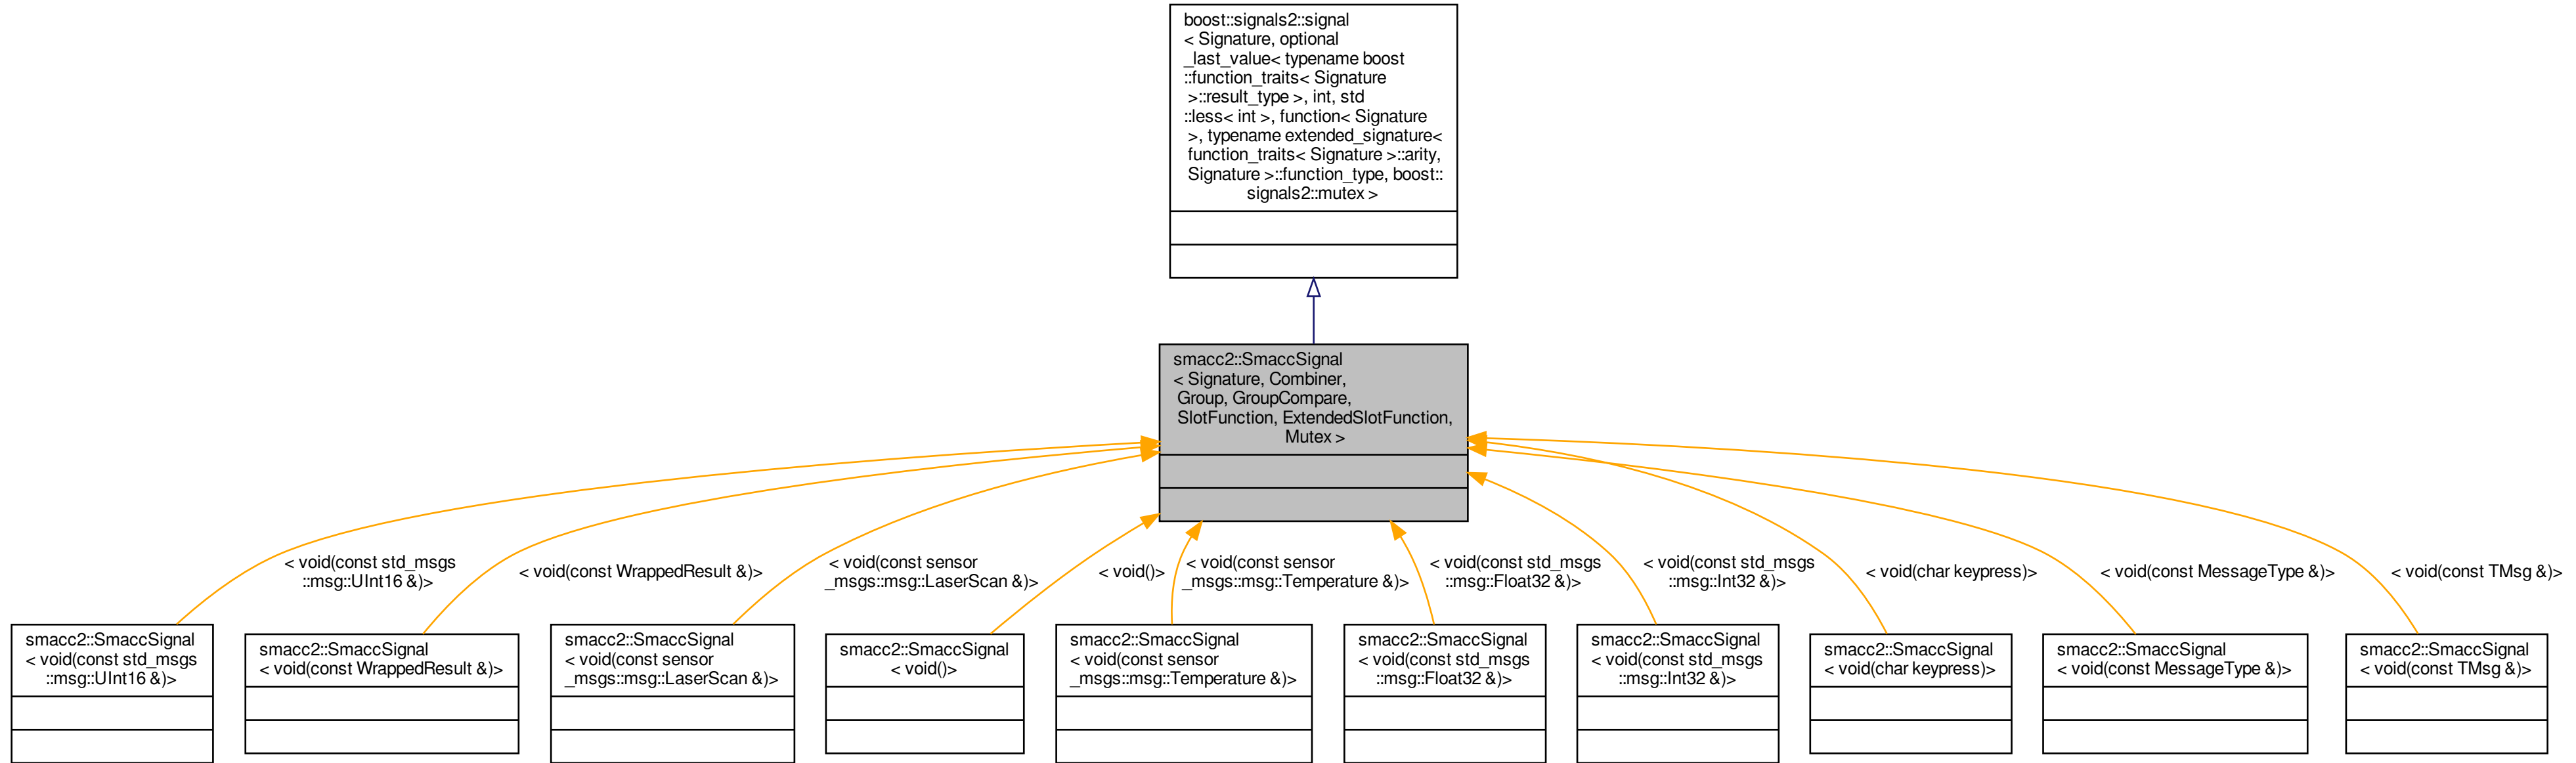 boost::signals2::signal
< Signature, optional
_last_value< typename boost
::function_traits< Signature
>::result_type >, int, std
::less< int >, function< Signature
>, typename extended_signature<
function_traits< Signature >::arity,
Signature >::function_type, boost::
signals2::mutex >
smacc2::SmaccSignal
< Signature, Combiner,
Group, GroupCompare,
SlotFunction, ExtendedSlotFunction,
Mutex >
< void(const std_msgs
::msg::UInt16 &)>
< void(const WrappedResult &)>
< void(const sensor
_msgs::msg::LaserScan &)>
< void()>
< void(const sensor
_msgs::msg::Temperature &)>
< void(const std_msgs
::msg::Float32 &)>
< void(const std_msgs
::msg::Int32 &)>
< void(char keypress)>
< void(const MessageType &)>
< void(const TMsg &)>
smacc2::SmaccSignal
< void(const std_msgs
::msg::UInt16 &)>
smacc2::SmaccSignal
< void(const WrappedResult &)>
smacc2::SmaccSignal
< void(const sensor
_msgs::msg::LaserScan &)>
smacc2::SmaccSignal
< void()>
smacc2::SmaccSignal
< void(const sensor
_msgs::msg::Temperature &)>
smacc2::SmaccSignal
< void(const std_msgs
::msg::Float32 &)>
smacc2::SmaccSignal
< void(const std_msgs
::msg::Int32 &)>
smacc2::SmaccSignal
< void(char keypress)>
smacc2::SmaccSignal
< void(const MessageType &)>
smacc2::SmaccSignal
< void(const TMsg &)>